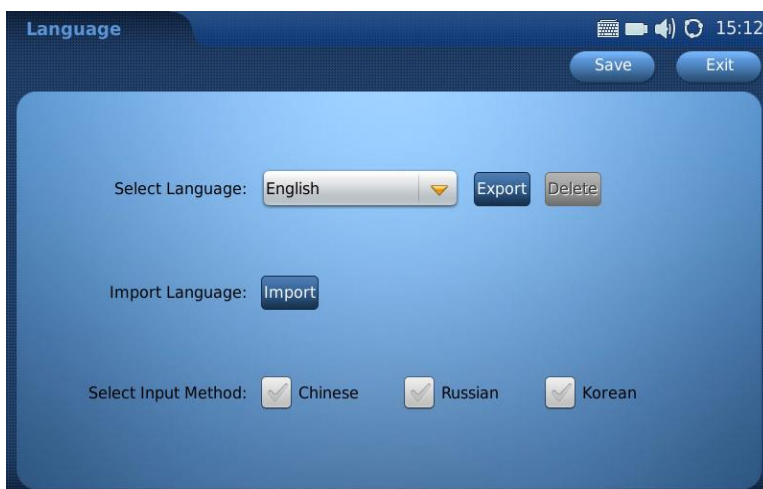 Language 15:12
Save Exit
Select Language: English Export Delete
Import Language: Import
Select Input Method: Chinese Russian Korean